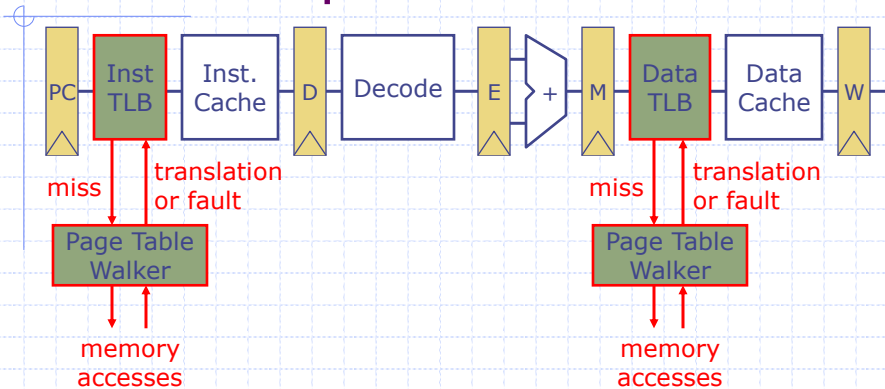 PC
Inst
TLB
Inst.
Cache
D
Decode
E
+
M
Data
TLB
Data
Cache
W
miss
translation
or fault
miss
translation
or fault
Page Table
Walker
Page Table
Walker
memory
accesses
memory
accesses